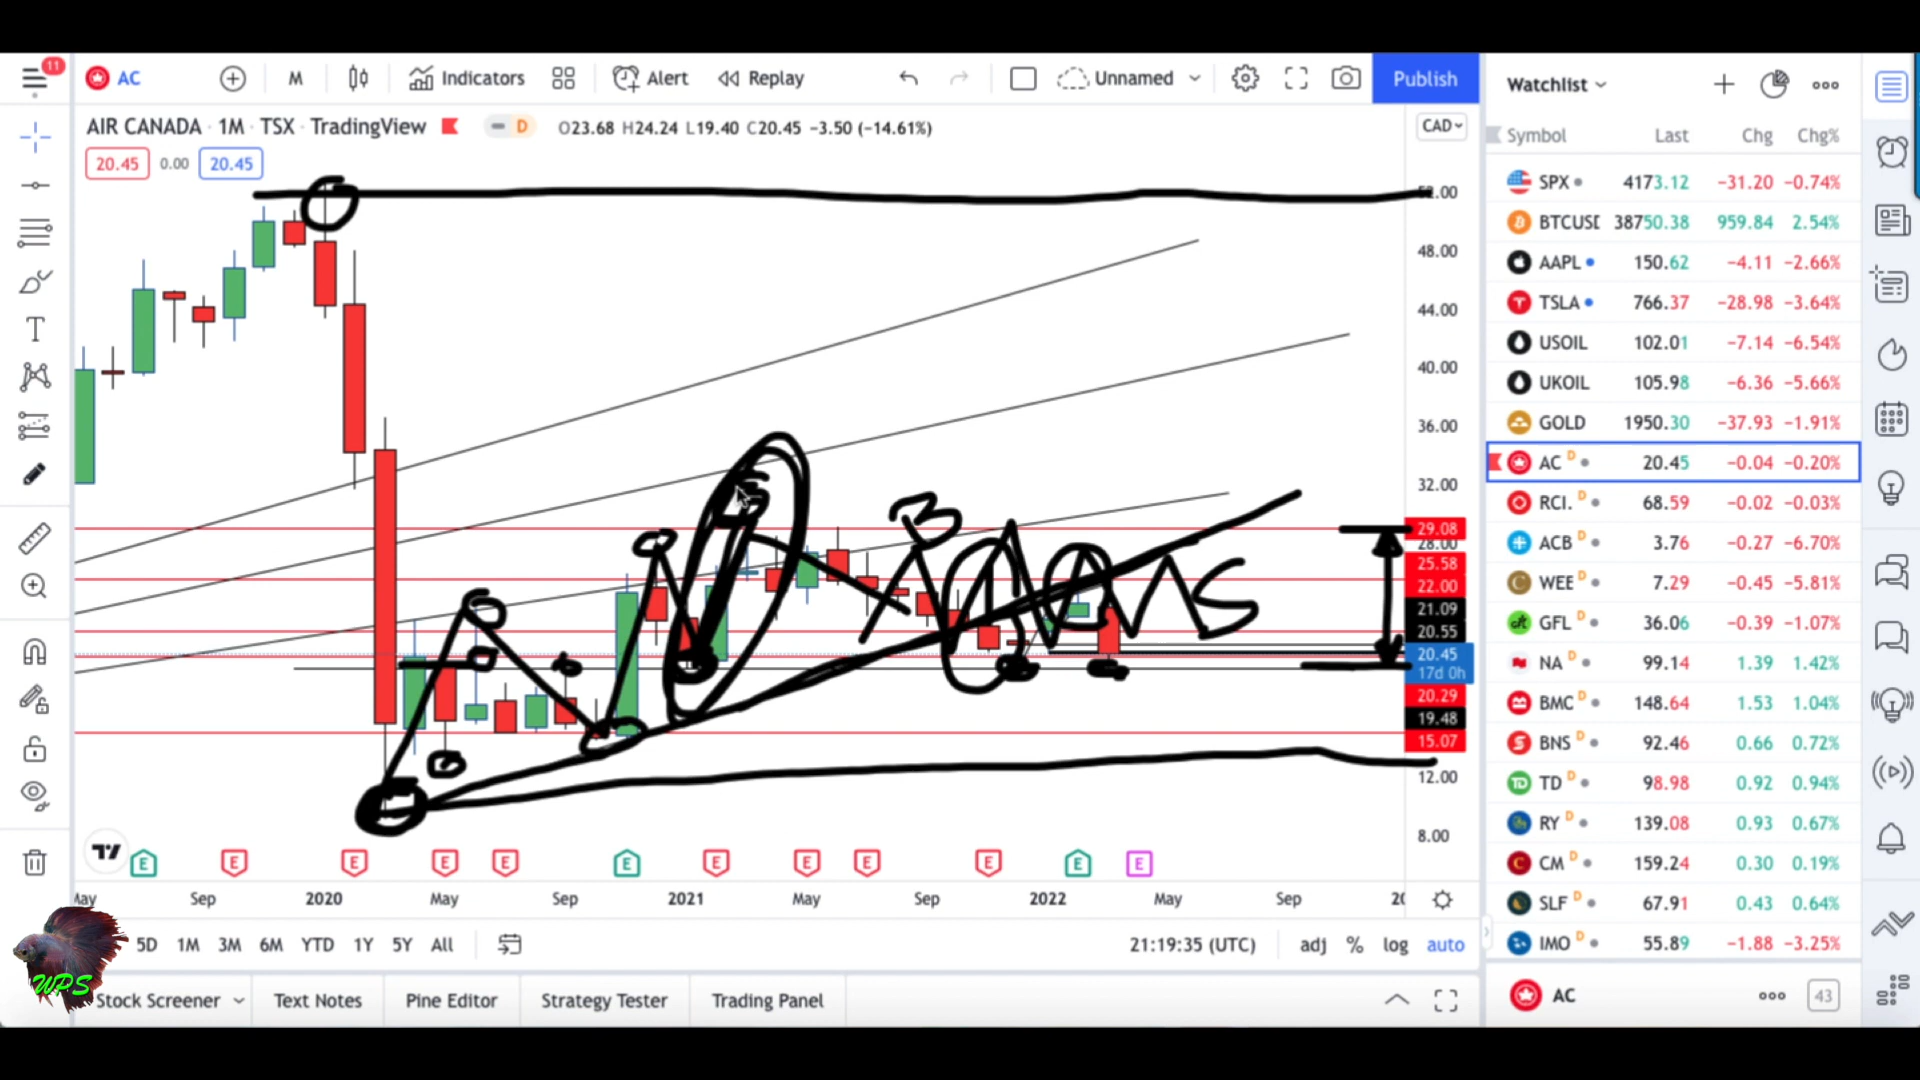 11
AC
M
Indicators
Alert
Replay
Unnamed
Publish
AIR CANADA · 1M · TSX · TradingView
D
O23.68 H24.24 L19.40 C20.45 −3.50 (−14.61%)
CAD
20.45 0.00 20.45
52.00
48.00
44.00
40.00
36.00
32.00
29.08
28.00
25.58
22.00
21.09
20.55
20.45
17d 0h
20.29
19.48
15.07
12.00
8.00
E E E E E E E E E E E E
May Sep 2020 May Sep 2021 May Sep 2022 May Sep
5D 1M 3M 6M YTD 1Y 5Y All
21:19:35 (UTC) adj % log auto
Stock Screener Text Notes Pine Editor Strategy Tester Trading Panel
WPS
Watchlist
Symbol Last Chg Chg%
SPX 4173.12 −31.20 −0.74%
BTCUSD 38750.38 959.84 2.54%
AAPL 150.62 −4.11 −2.66%
TSLA 766.37 −28.98 −3.64%
USOIL 102.01 −7.14 −6.54%
UKOIL 105.98 −6.36 −5.66%
GOLD 1950.30 −37.93 −1.91%
AC D 20.45 −0.04 −0.20%
RCI. D 68.59 −0.02 −0.03%
ACB D 3.76 −0.27 −6.70%
WEE D 7.29 −0.45 −5.81%
GFL D 36.06 −0.39 −1.07%
NA D 99.14 1.39 1.42%
BMO D 148.64 1.53 1.04%
BNS D 92.46 0.66 0.72%
TD D 98.98 0.92 0.94%
RY D 139.08 0.93 0.67%
CM D 159.24 0.30 0.19%
SLF D 67.91 0.43 0.64%
IMO D 55.89 −1.88 −3.25%
AC
43